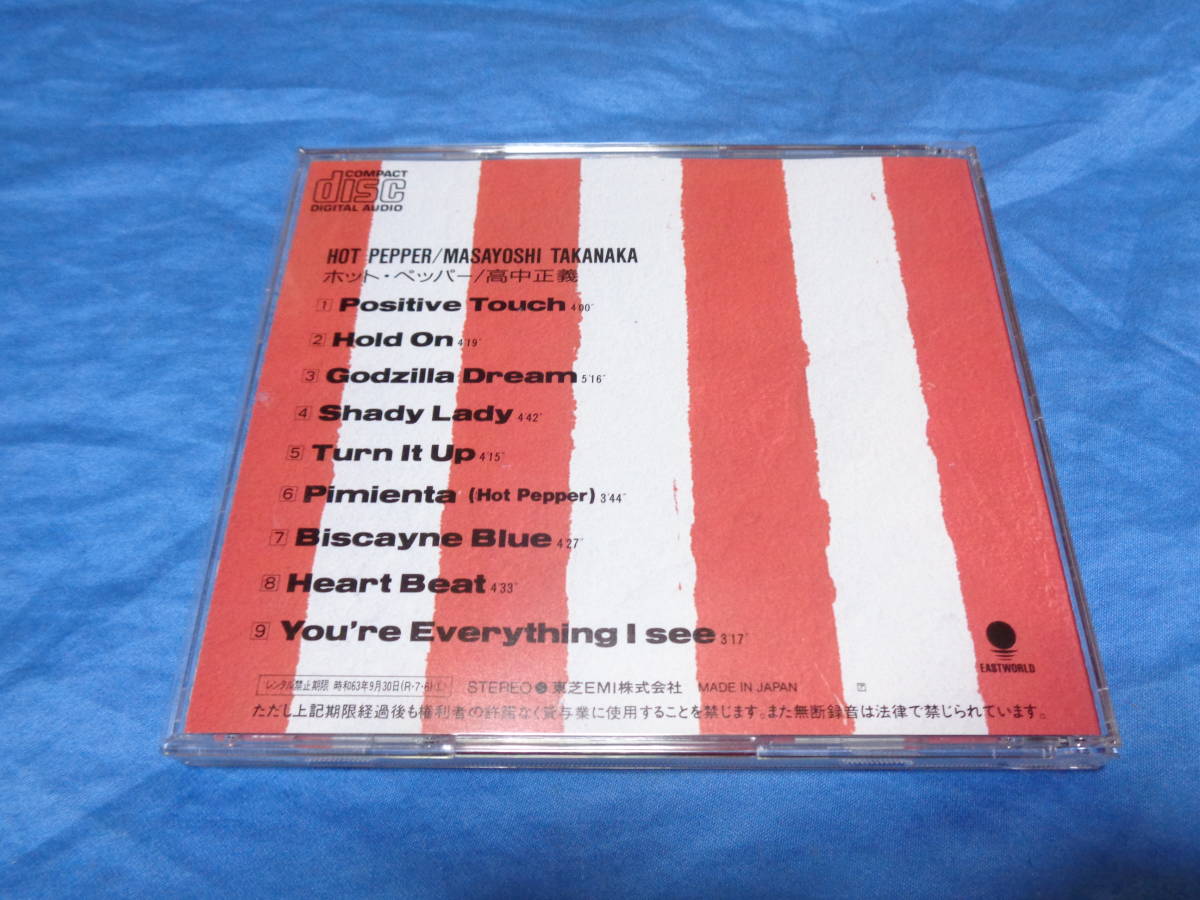 COMPACT
disc
DIGITAL AUDIO
HOT PEPPER/MASAYOSHI TAKANAKA
ホット・ペッパー/高中正義
1 Positive Touch 4'00"
2 Hold On 4'19"
3 Godzilla Dream 5'16"
4 Shady Lady 4'42"
5 Turn It Up 4'15"
6 Pimienta (Hot Pepper) 3'44"
7 Biscayne Blue 4'27"
8 Heart Beat 4'33"
9 You're Everything I see 3'17"
EASTWORLD
レンタル禁止期限 昭和63年9月30日(R・7・6) STEREO 東芝EMI株式会社 MADE IN JAPAN
ただし上記期限経過後も権利者の許諾なく賃与業に使用することを禁じます。また無断録音は法律で禁じられています。